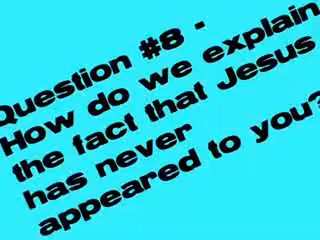 Question #8 -
How do we explain
the fact that Jesus
has never
appeared to you?